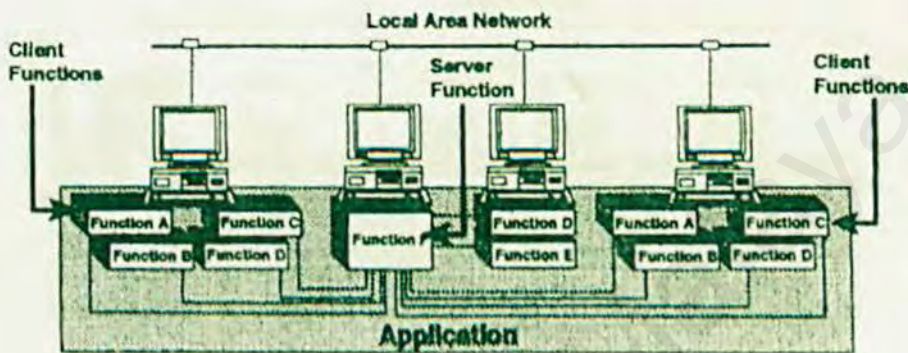 Local Area Network
Client
Functions
Server
Function
Client
Functions
Function A
Function C
Function B
Function D
Function F
Function D
Function E
Function A
Function C
Function B
Function D
Application